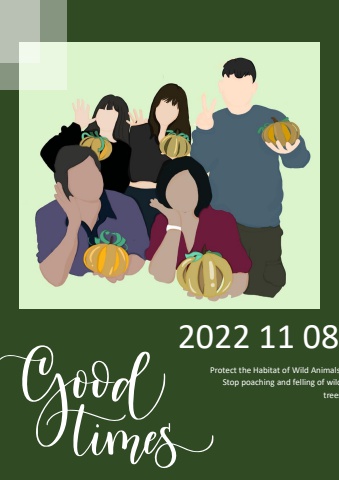 2022 11 08
Protect the Habitat of Wild Animals
Stop poaching and felling of wild
trees
Good
times